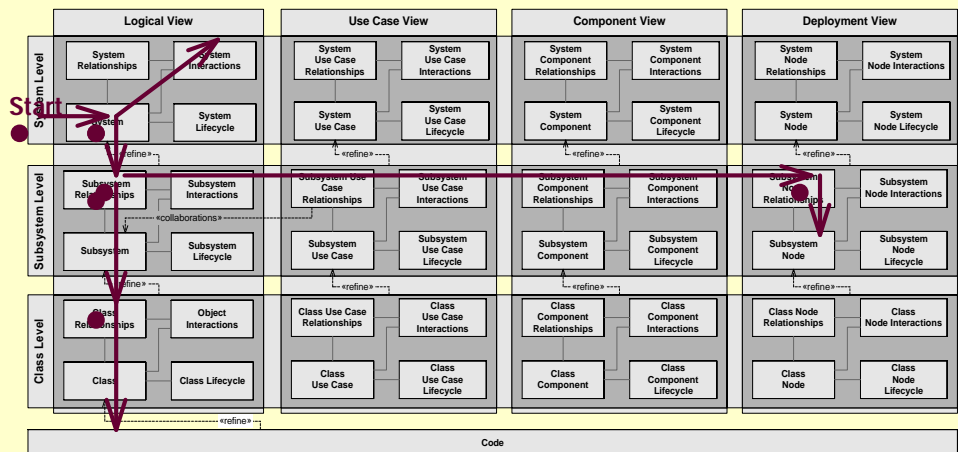 Logical View
Use Case View
Component View
Deployment View
System Level
System
Relationships
System
Interactions
System
System
Lifecycle
System
Use Case
Relationships
System
Use Case
Interactions
System
Use Case
System
Use Case
Lifecycle
System
Component
Relationships
System
Component
Interactions
System
Component
System
Component
Lifecycle
System
Node
Relationships
System
Node Interactions
System
Node
System
Node Lifecycle
Start
«refine»
«refine»
«refine»
«refine»
Subsystem Level
Subsystem
Relationships
Subsystem
Interactions
Subsystem
Subsystem
Lifecycle
«collaborations»
Subsystem Use
Case
Relationships
Subsystem
Use Case
Interactions
Subsystem
Use Case
Subsystem
Use Case
Lifecycle
Subsystem
Component
Relationships
Subsystem
Component
Interactions
Subsystem
Component
Subsystem
Component
Lifecycle
Subsystem
Node
Relationships
Subsystem
Node Interactions
Subsystem
Node
Subsystem
Node
Lifecycle
«refine»
«refine»
«refine»
«refine»
Class Level
Class
Relationships
Object
Interactions
Class
Class Lifecycle
Class Use Case
Relationships
Class
Use Case
Interactions
Class
Use Case
Class
Use Case
Lifecycle
Class
Component
Relationships
Class
Component
Interactions
Class
Component
Class
Component
Lifecycle
Class Node
Relationships
Class
Node Interactions
Class
Node
Class
Node
Lifecycle
«refine»
Code